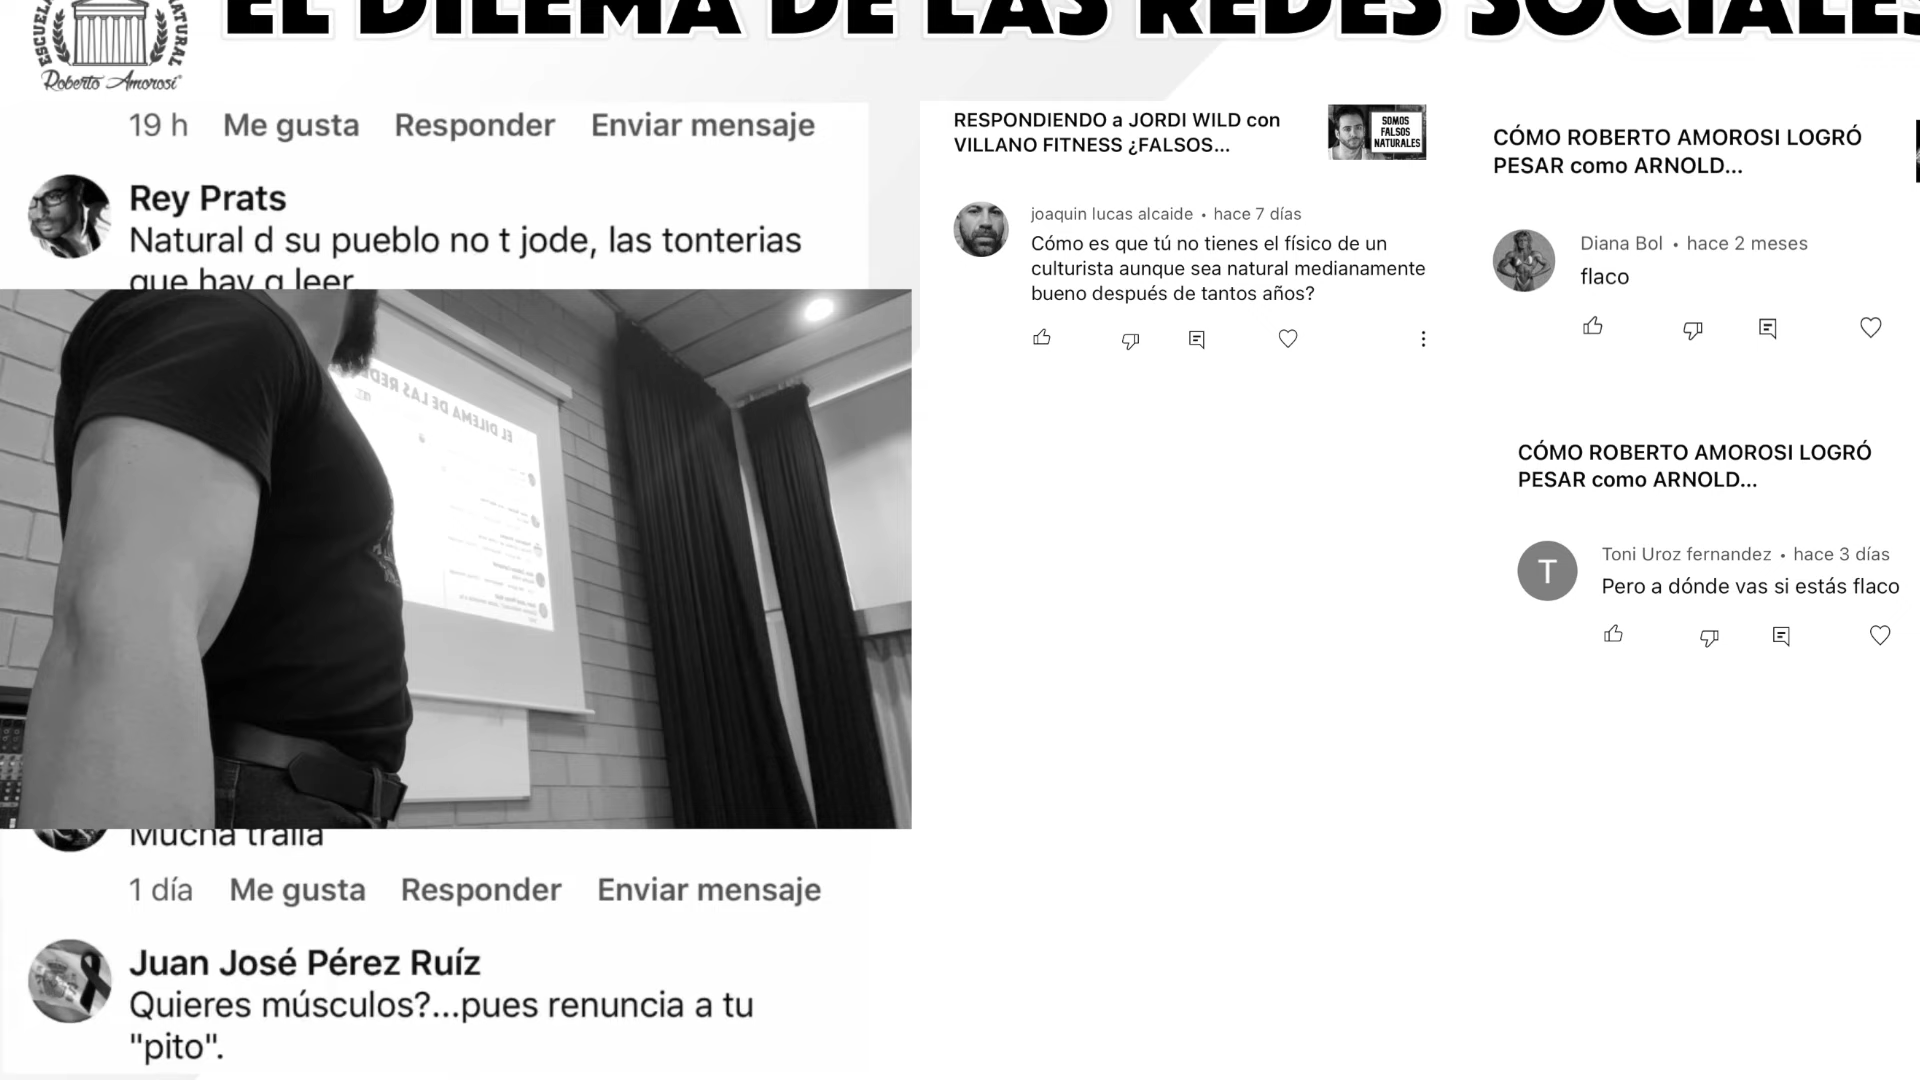 EL DILEMA DE LAS REDES SOCIALES
ESCUELA
NATURAL
Roberto Amorosi
19 h Me gusta Responder Enviar mensaje
Rey Prats
Natural d su pueblo no t jode, las tonterias
que hay q leer
EL DILEMA DE LAS REDES
Mucha tralla
1 día Me gusta Responder Enviar mensaje
Juan José Pérez Ruíz
Quieres músculos?...pues renuncia a tu
"pito".
RESPONDIENDO a JORDI WILD con
VILLANO FITNESS ¿FALSOS...
SOMOS
FALSOS
NATURALES
joaquin lucas alcaide • hace 7 días
Cómo es que tú no tienes el físico de un
culturista aunque sea natural medianamente
bueno después de tantos años?
CÓMO ROBERTO AMOROSI LOGRÓ
PESAR como ARNOLD...
Diana Bol • hace 2 meses
flaco
CÓMO ROBERTO AMOROSI LOGRÓ
PESAR como ARNOLD...
T
Toni Uroz fernandez • hace 3 días
Pero a dónde vas si estás flaco